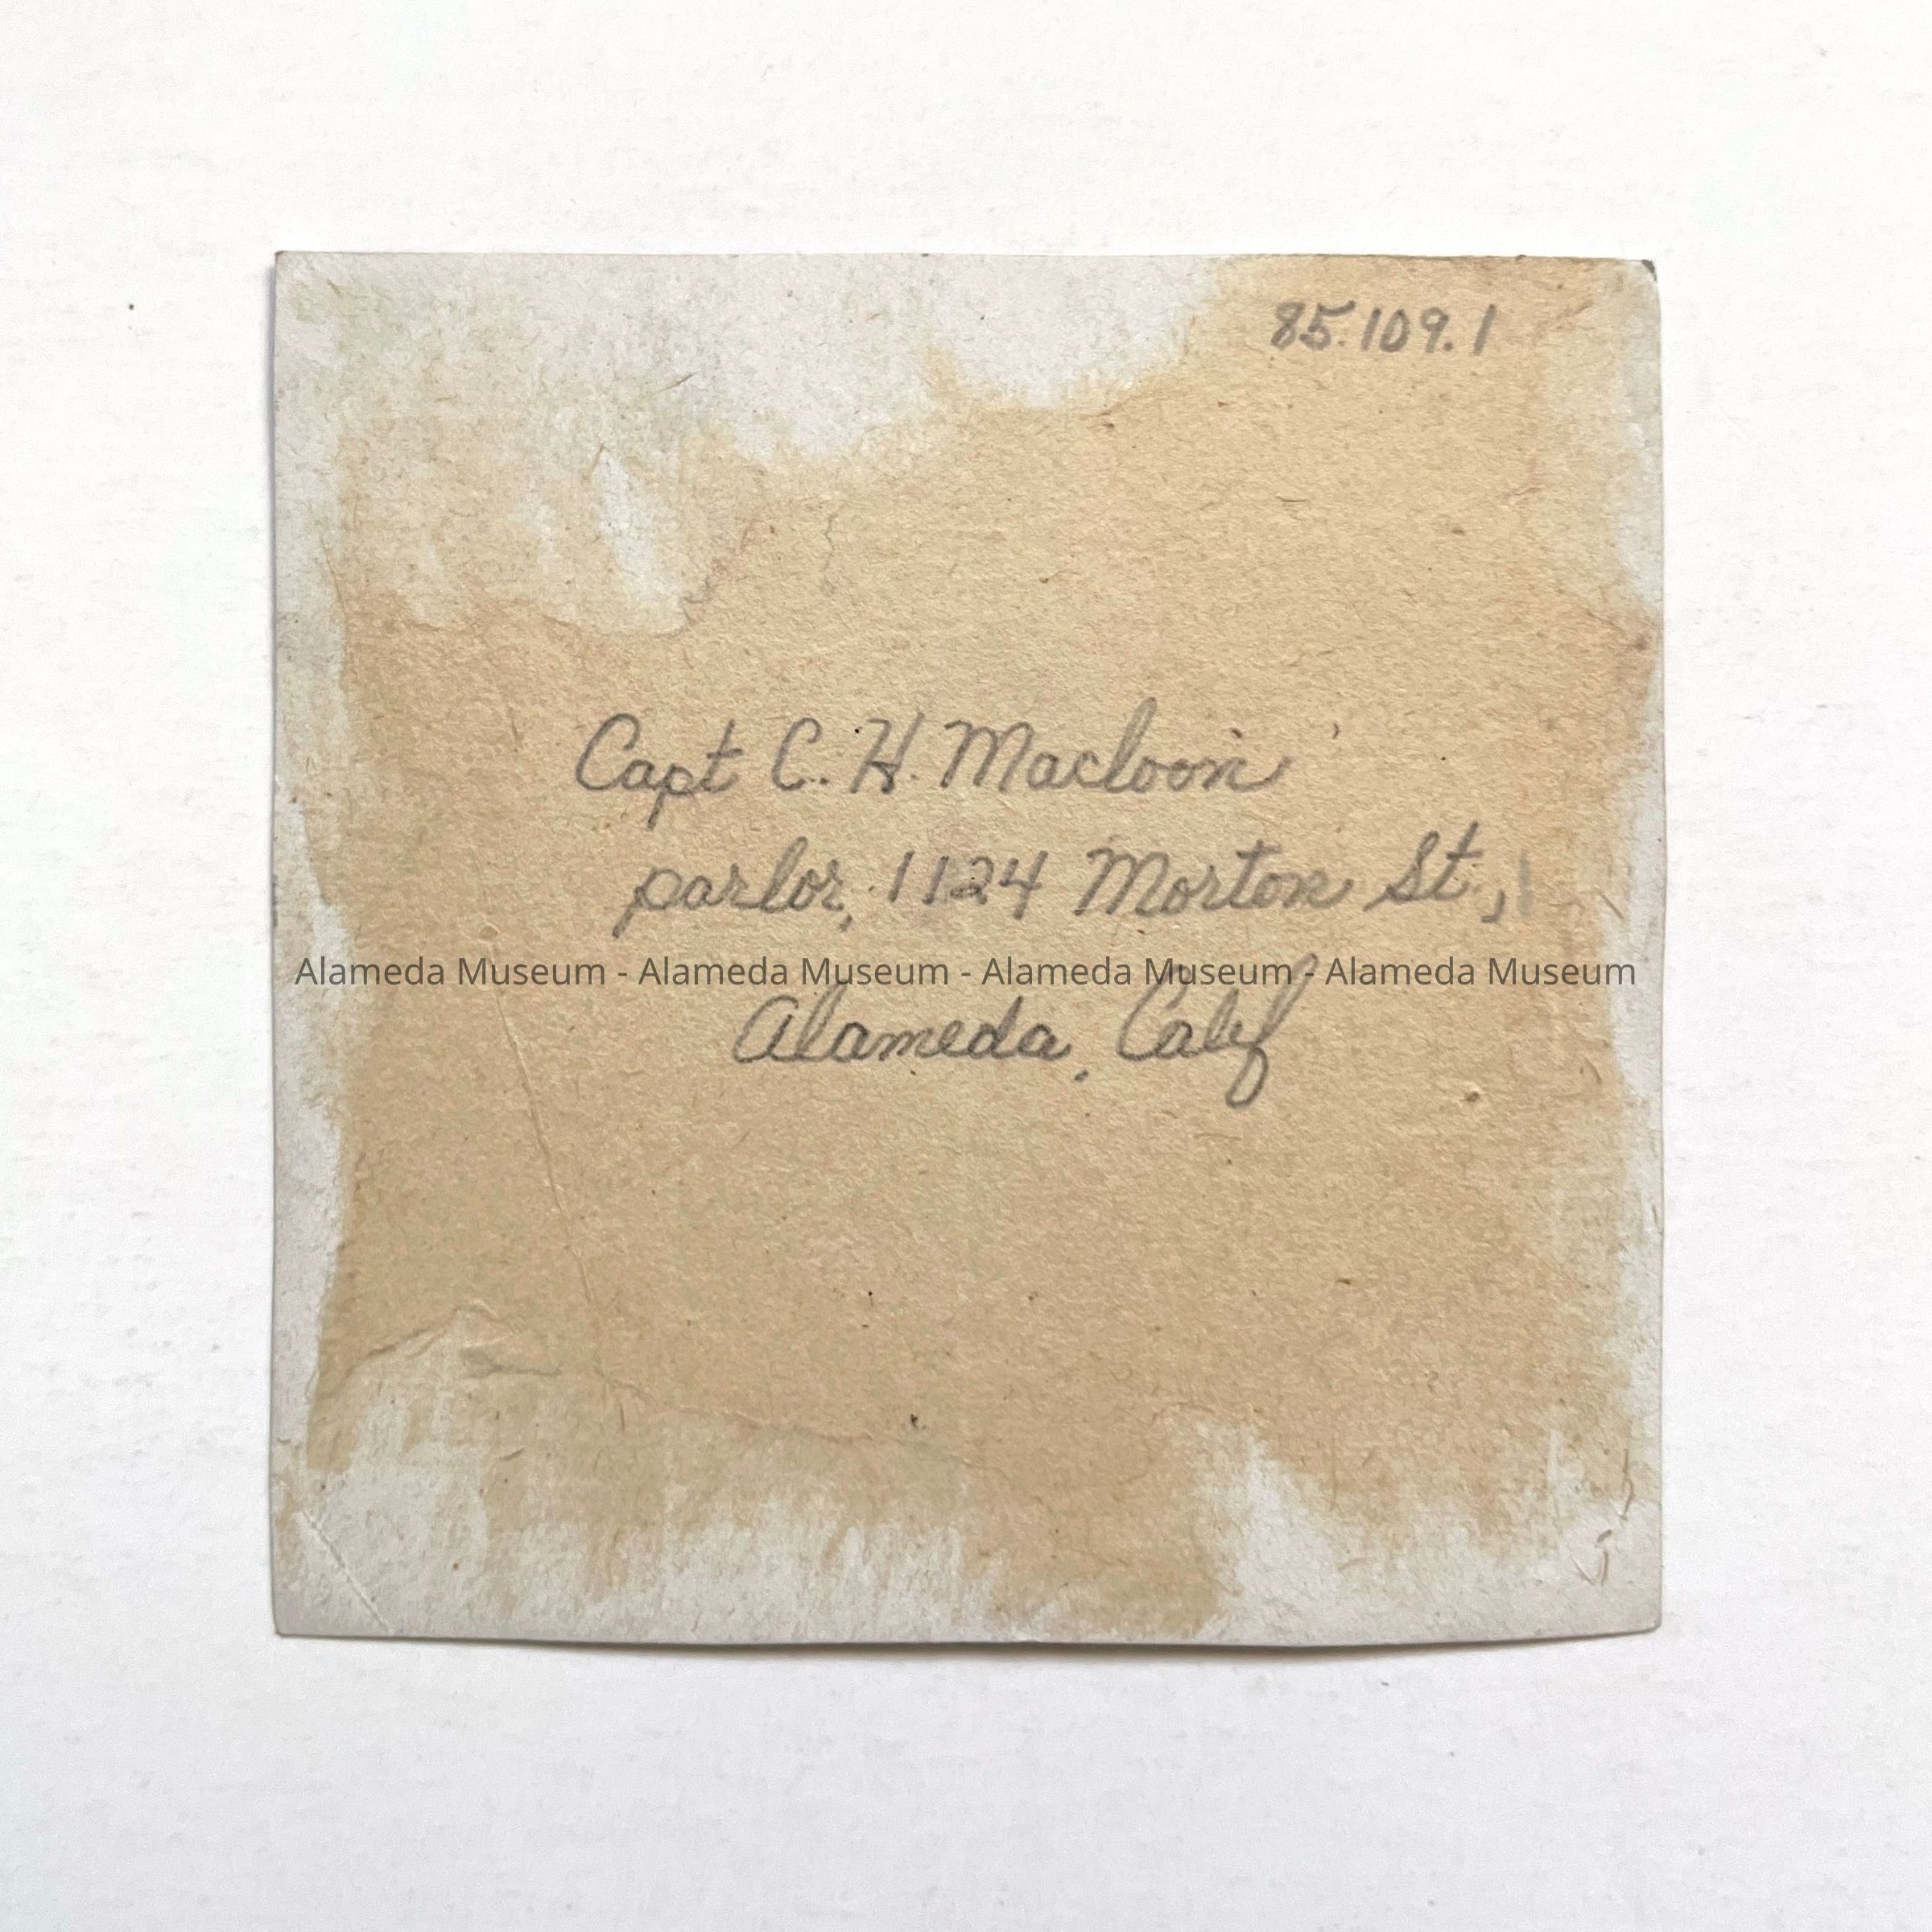 85.109.1
Capt C. H. Macloon
parlor, 1124 Morton St.,
Alameda Museum - Alameda Museum - Alameda Museum - Alameda Museum
Alameda, Calif